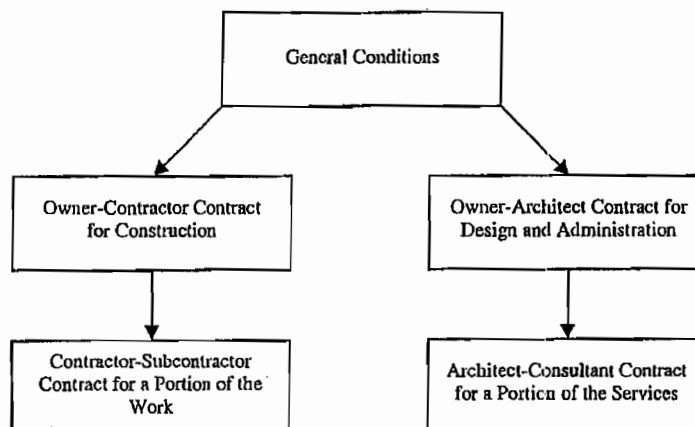 General Conditions
Owner-Contractor Contract
for Construction
Owner-Architect Contract for
Design and Administration
Contractor-Subcontractor
Contract for a Portion of the
Work
Architect-Consultant Contract
for a Portion of the Services